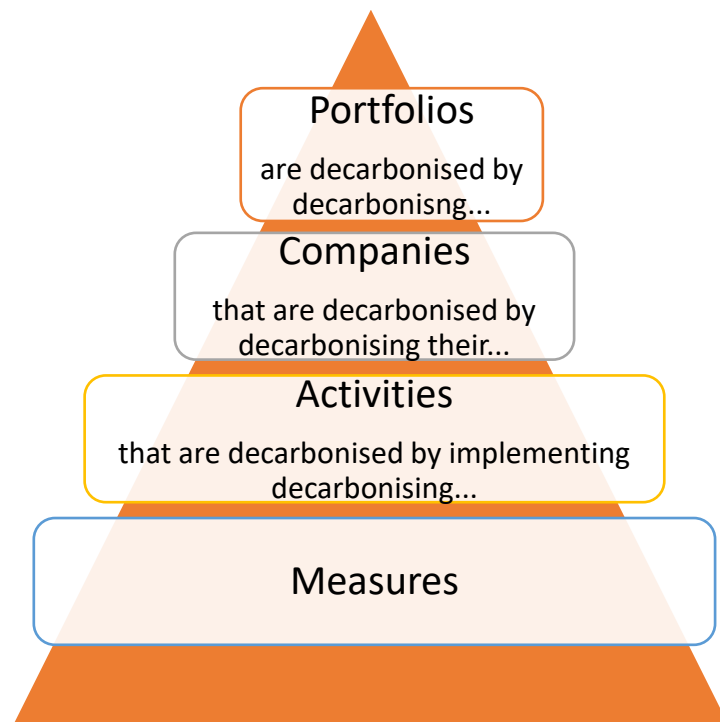 Portfolios
are decarbonised by
decarbonisng...
Companies
that are decarbonised by
decarbonising their...
Activities
that are decarbonised by implementing
decarbonising...
Measures